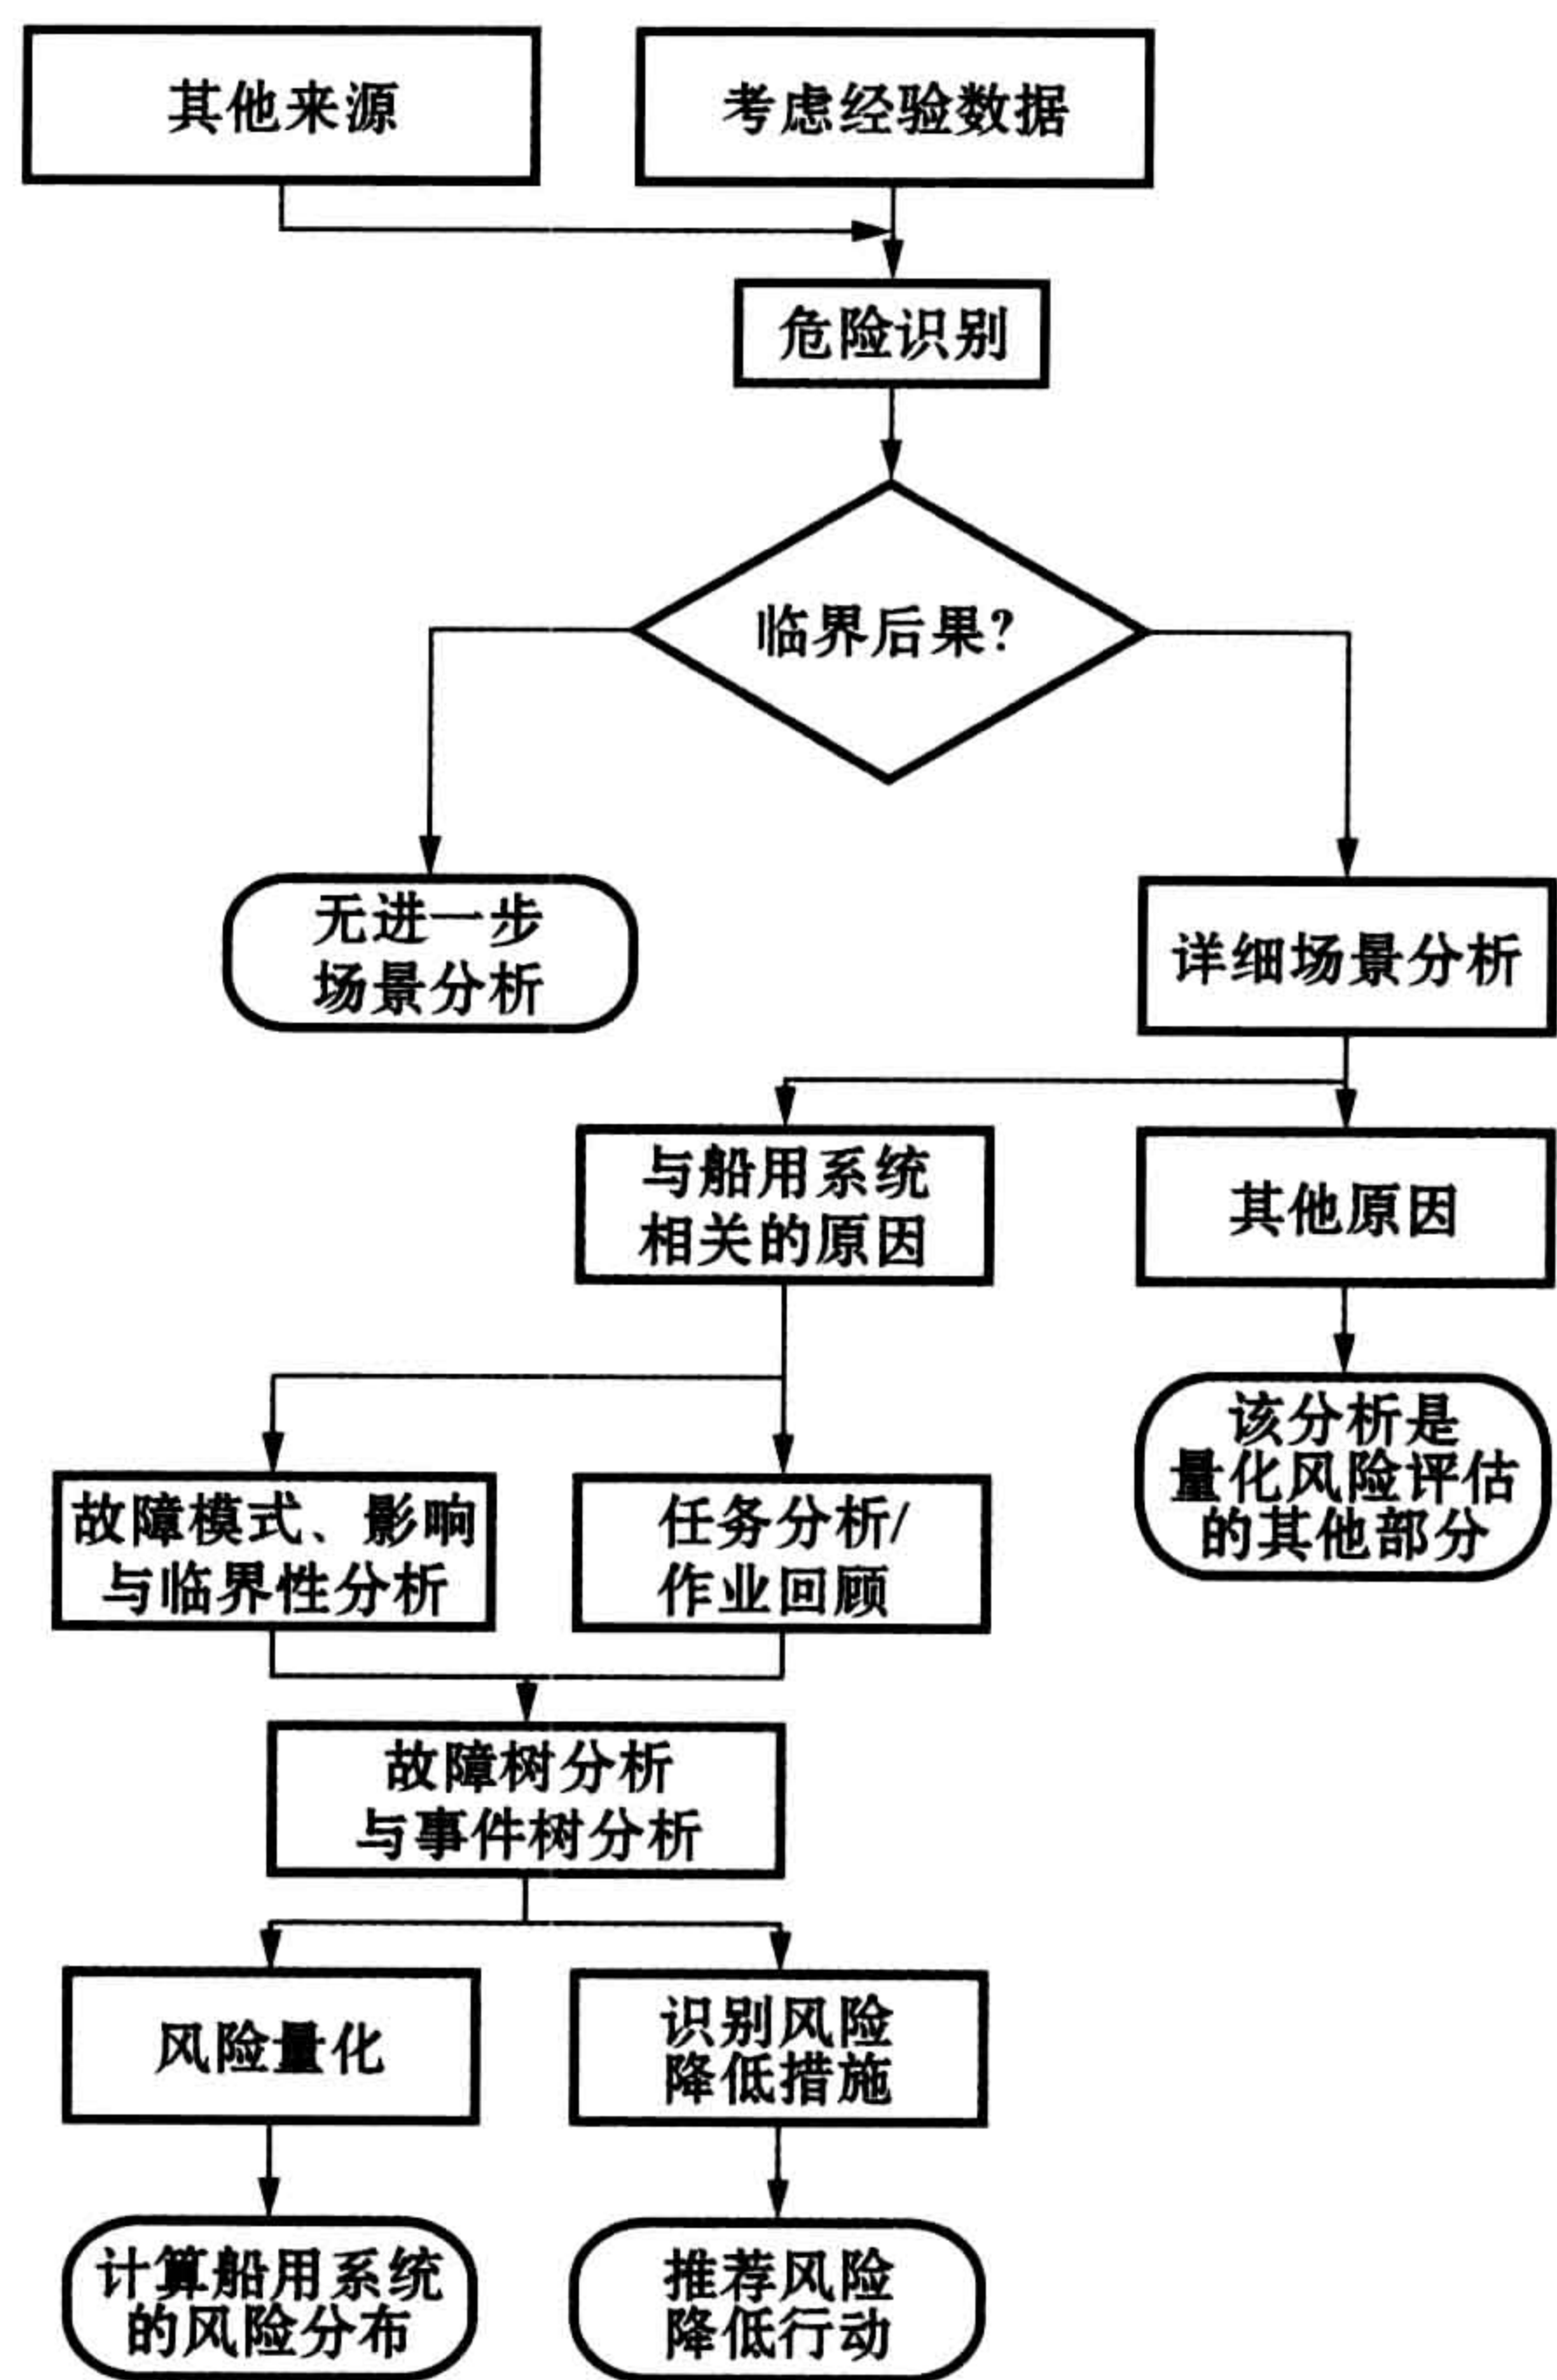 其他来源
考虑经验数据
危险识别
临界后果?
无进一步
场景分析
详细场景分析
与船用系统
相关的原因
其他原因
故障模式、影响
与临界性分析
任务分析/
作业回顾
该分析是
量化风险评估
的其他部分
故障树分析
与事件树分析
风险量化
识别风险
降低措施
计算船用系统
的风险分布
推荐风险
降低行动